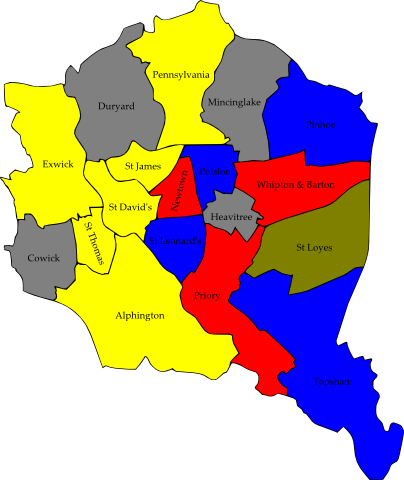 Pennsylvania
Duryard
Mincinglake
Pinhoe
Exwick
St James
Polsloe
Newtown
Whipton & Barton
St David's
Heavitree
St Thomas
St Leonard's
St Loyes
Cowick
Priory
Alphington
Topsham